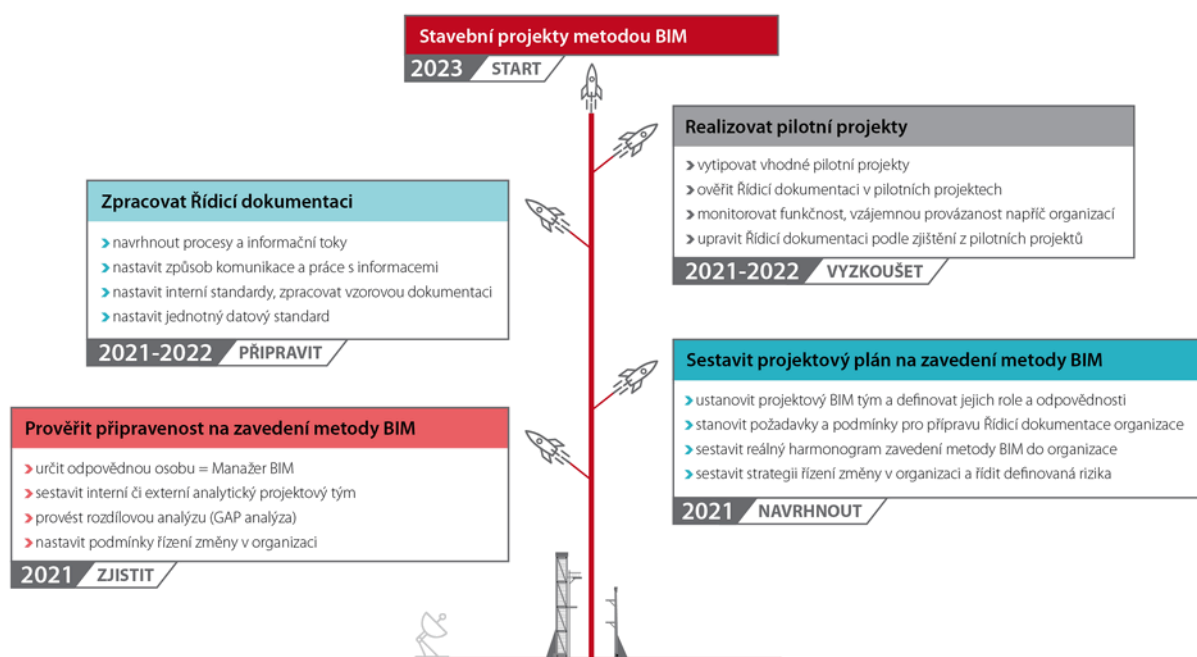 Stavební projekty metodou BIM
2023 START
Realizovat pilotní projekty
vytipovat vhodné pilotní projekty
ověřit Řídicí dokumentaci v pilotních projektech
monitorovat funkčnost, vzájemnou provázanost napříč organizací
upravit Řídicí dokumentaci podle zjištění z pilotních projektů
2021-2022 VYZKOUŠET
Zpracovat Řídicí dokumentaci
navrhnout procesy a informační toky
nastavit způsob komunikace a práce s informacemi
nastavit interní standardy, zpracovat vzorovou dokumentaci
nastavit jednotný datový standard
2021-2022 PŘIPRAVIT
Sestavit projektový plán na zavedení metody BIM
ustanovit projektový BIM tým a definovat jejich role a odpovědnosti
stanovit požadavky a podmínky pro přípravu Řídicí dokumentace organizace
sestavit reálný harmonogram zavedení metody BIM do organizace
sestavit strategii řízení změny v organizaci a řídit definovaná rizika
2021 NAVRHNOUT
Prověřit připravenost na zavedení metody BIM
určit odpovědnou osobu = Manažer BIM
sestavit interní či externí analytický projektový tým
provést rozdílovou analýzu (GAP analýza)
nastavit podmínky řízení změny v organizaci
2021 ZJISTIT